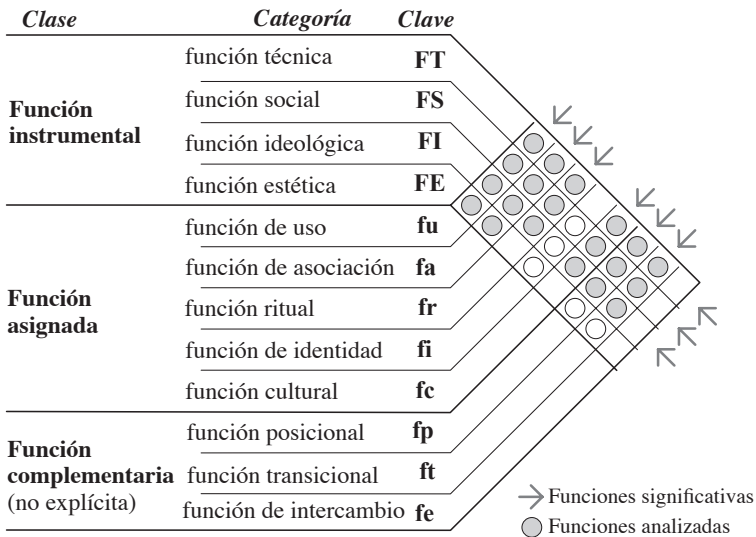 Clase Categoría Clave
función técnica FT
función social FS
Función
instrumental
función ideológica FI
función estética FE
función de uso fu
función de asociación fa
Función
asignada
función ritual fr
función de identidad fi
función cultural fc
función posicional fp
Función
complementaria
(no explícita)
función transicional ft
función de intercambio fe
Funciones significativas
Funciones analizadas